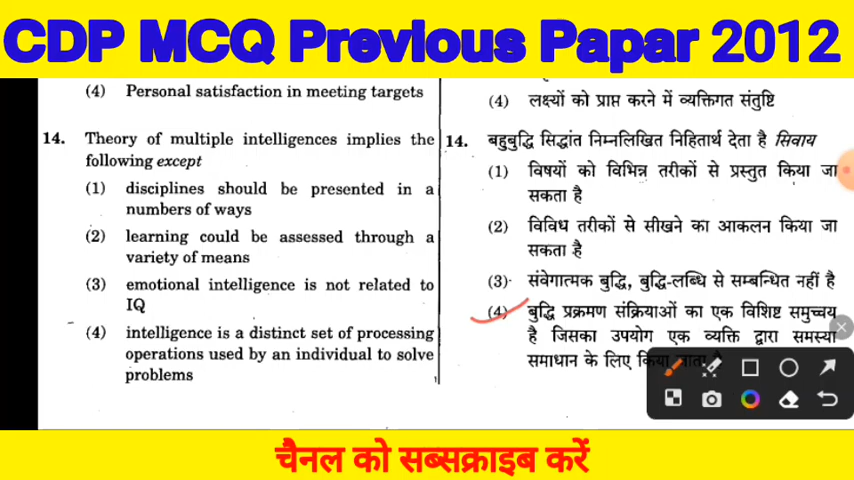 CDP MCQ Previous Papar 2012
(4) Personal satisfaction in meeting targets
14. Theory of multiple intelligences implies the
following except
(1) disciplines should be presented in a
numbers of ways
(2) learning could be assessed through a
variety of means
(3) emotional intelligence is not related to
IQ
(4) intelligence is a distinct set of processing
operations used by an individual to solve
problems
(4) लक्ष्यों को प्राप्त करने में व्यक्तिगत संतुष्टि
14. बहुबुद्धि सिद्धांत निम्नलिखित निहितार्थ देता है सिवाय
(1) विषयों को विभिन्न तरीकों से प्रस्तुत किया जा
सकता है
(2) विविध तरीकों से सीखने का आकलन किया जा
सकता है
(3) संवेगात्मक बुद्धि, बुद्धि-लब्धि से सम्बन्धित नहीं है
(4) बुद्धि प्रक्रमण संक्रियाओं का एक विशिष्ट समुच्चय
है जिसका उपयोग एक व्यक्ति द्वारा समस्या
समाधान के लिए किया जाता है
चैनल को सब्सक्राइब करें